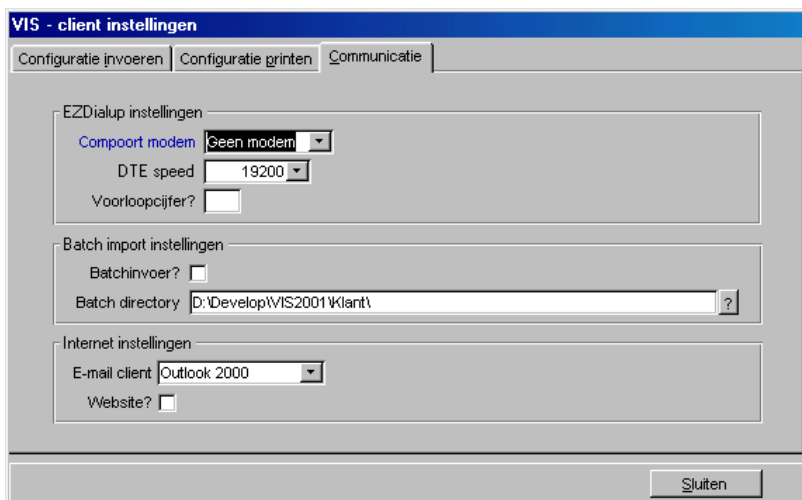 VIS - client instellingen
Configuratie invoeren Configuratie printen Communicatie
EZDialup instellingen
Compoort modem Geen modem
DTE speed 19200
Voorloopcijfer?
Batch import instellingen
Batchinvoer?
Batch directory D:\Develop\VIS2001\Klant\ ?
Internet instellingen
E-mail client Outlook 2000
Website?
Sluiten